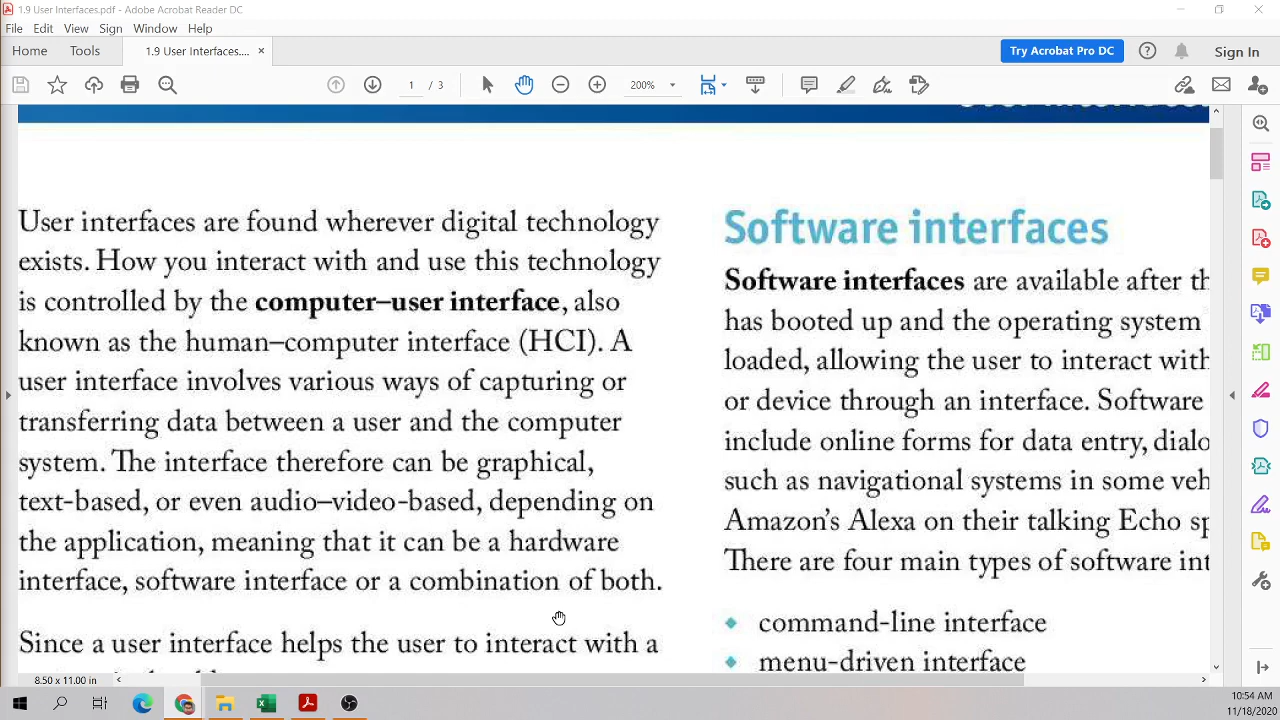 1.9 User Interfaces.pdf - Adobe Acrobat Reader DC
File Edit View Sign Window Help
Home Tools 1.9 User Interfaces.... × Try Acrobat Pro DC Sign In
1 / 3 200%
User interfaces are found wherever digital technology
exists. How you interact with and use this technology
is controlled by the computer–user interface, also
known as the human–computer interface (HCI). A
user interface involves various ways of capturing or
transferring data between a user and the computer
system. The interface therefore can be graphical,
text-based, or even audio–video-based, depending on
the application, meaning that it can be a hardware
interface, software interface or a combination of both.
Since a user interface helps the user to interact with a
Software interfaces
Software interfaces are available after th
has booted up and the operating system
loaded, allowing the user to interact with
or device through an interface. Software
include online forms for data entry, dialo
such as navigational systems in some veh
Amazon's Alexa on their talking Echo sp
There are four main types of software int
◆ command-line interface
◆ menu-driven interface
8.50 x 11.00 in
10:54 AM
11/18/2020